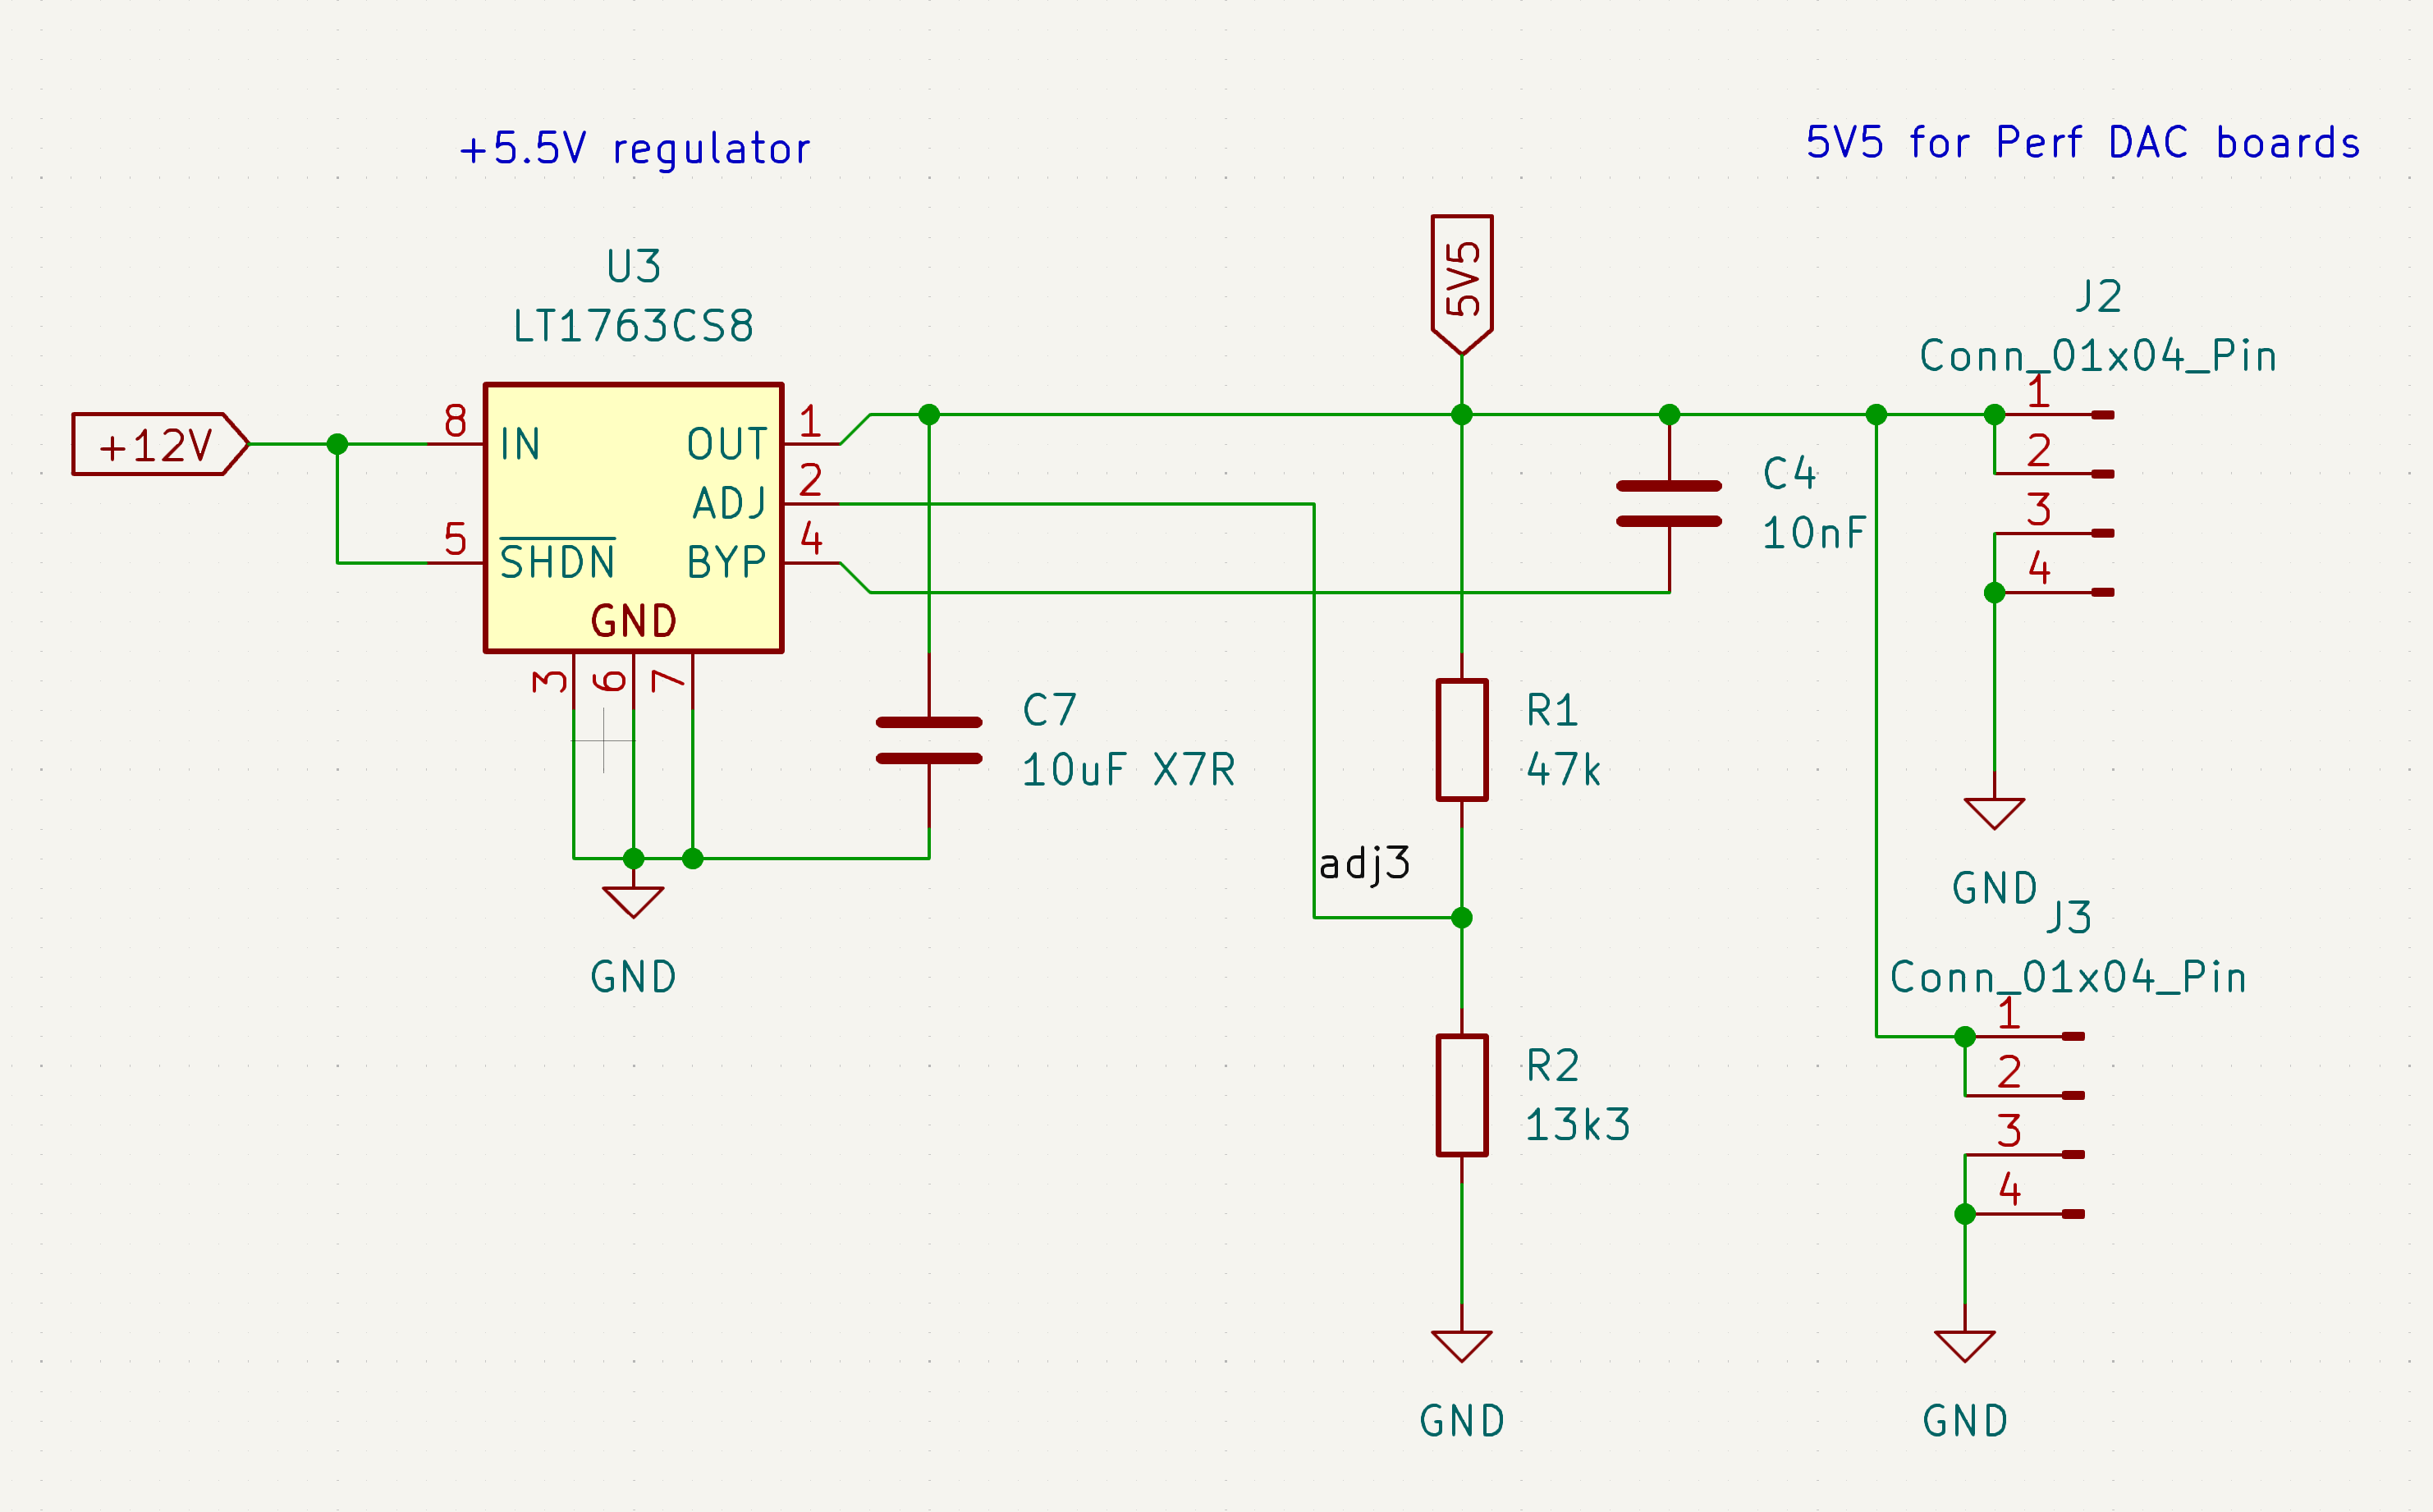 +5.5V regulator
5V5 for Perf DAC boards
U3
LT1763CS8
+12V
8
IN
5
SHDN
OUT
1
ADJ
2
BYP
4
GND
3
6
7
GND
C7
10uF X7R
5V5
C4
10nF
R1
47k
adj3
R2
13k3
GND
J2
Conn_01x04_Pin
1
2
3
4
GND
J3
Conn_01x04_Pin
1
2
3
4
GND